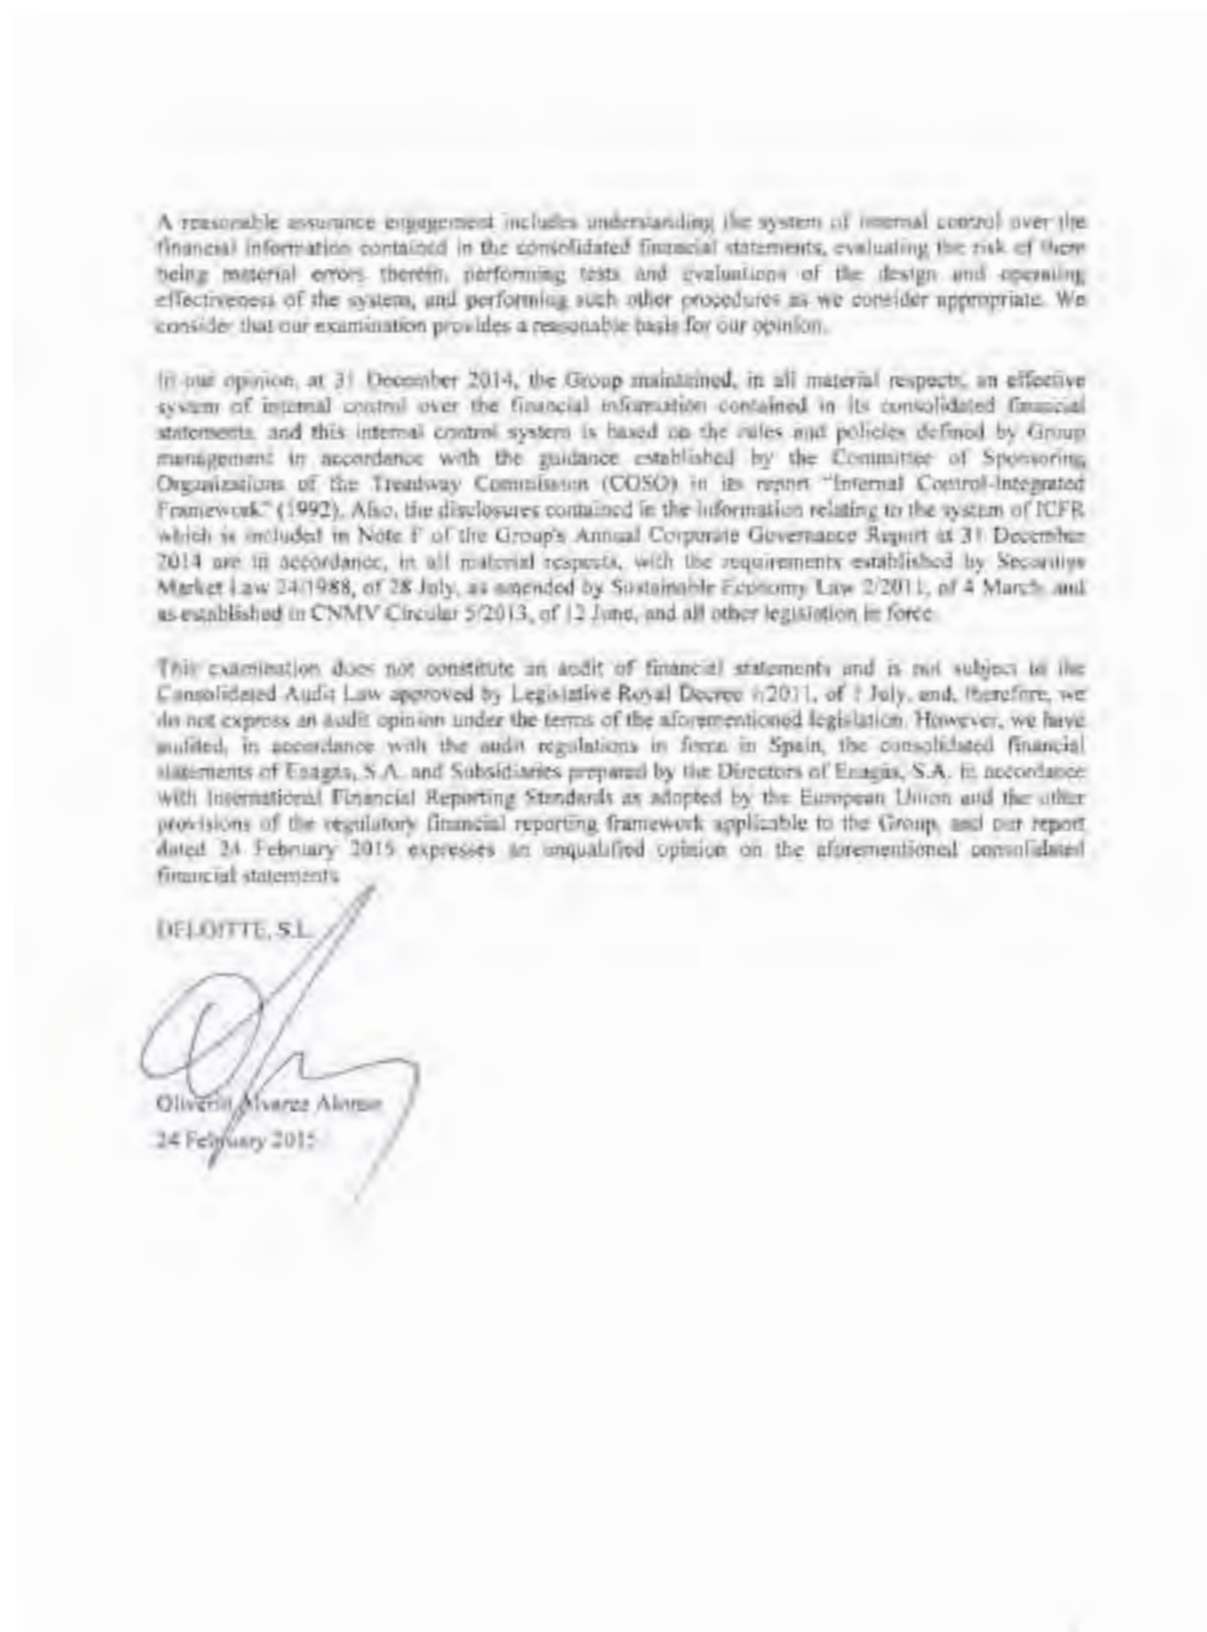 A reasonable assurance engagement includes understanding the system of internal control over the
financial information contained in the consolidated financial statements, evaluating the risk of there
being material errors therein, performing tests and evaluations of the design and operating
effectiveness of the system, and performing such other procedures as we consider appropriate. We
consider that our examination provides a reasonable basis for our opinion.
In our opinion, at 31 December 2014, the Group maintained, in all material respects, an effective
system of internal control over the financial information contained in its consolidated financial
statements, and this internal control system is based on the rules and policies defined by Group
management in accordance with the guidance established by the Committee of Sponsoring
Organizations of the Treadway Commission (COSO) in its report "Internal Control-Integrated
Framework" (1992). Also, the disclosures contained in the information relating to the system of ICFR
which is included in Note F of the Group's Annual Corporate Governance Report at 31 December
2014 are in accordance, in all material respects, with the requirements established by Securities
Market Law 24/1988, of 28 July, as amended by Sustainable Economy Law 2/2011, of 4 March and
as established in CNMV Circular 5/2013, of 12 June, and all other legislation in force.
This examination does not constitute an audit of financial statements and is not subject to the
Consolidated Audit Law approved by Legislative Royal Decree 1/2011, of 1 July, and, therefore, we
do not express an audit opinion under the terms of the aforementioned legislation. However, we have
audited, in accordance with the audit regulations in force in Spain, the consolidated financial
statements of Enagás, S.A. and Subsidiaries prepared by the Directors of Enagás, S.A. in accordance
with International Financial Reporting Standards as adopted by the European Union and the other
provisions of the regulatory financial reporting framework applicable to the Group, and our report
dated 24 February 2015 expresses an unqualified opinion on the aforementioned consolidated
financial statements.
DELOITTE, S.L.
Oliverio Alvarez Alonso
24 February 2015